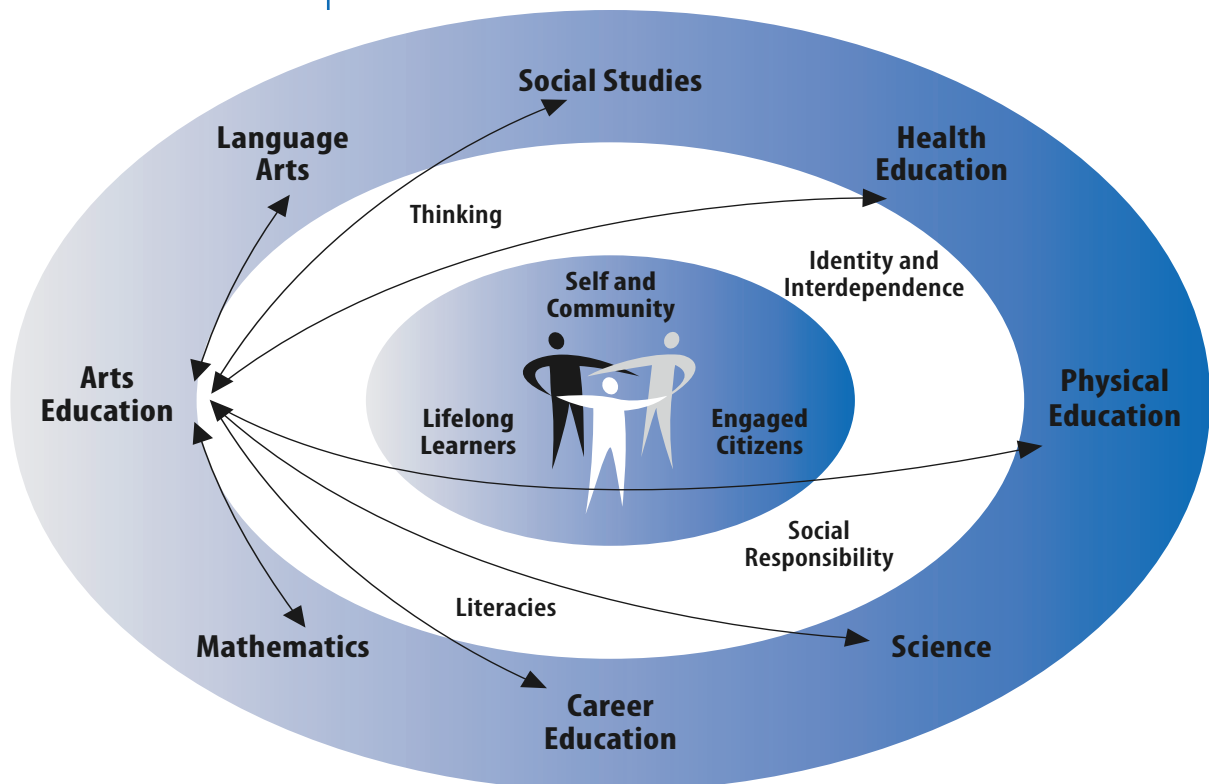 Social Studies
Language
Arts
Health
Education
Thinking
Identity and
Interdependence
Self and
Community
Arts
Education
Lifelong
Learners
Engaged
Citizens
Physical
Education
Social
Responsibility
Literacies
Mathematics
Science
Career
Education